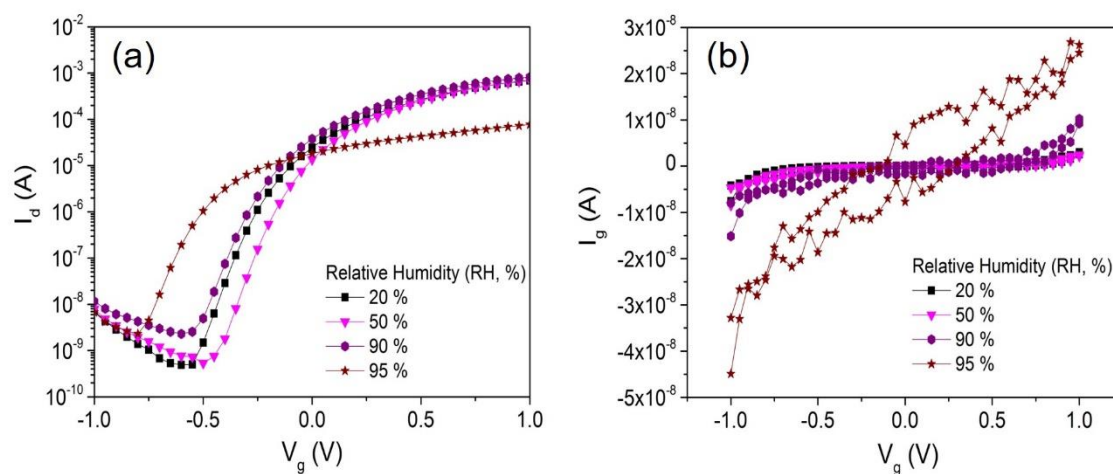 (a)
I_d (A)
10^-2
10^-3
10^-4
10^-5
10^-6
10^-7
10^-8
10^-9
10^-10
Relative Humidity (RH, %)
20 %
50 %
90 %
95 %
-1.0 -0.5 0.0 0.5 1.0
V_g (V)
(b)
I_g (A)
3x10^-8
2x10^-8
1x10^-8
0
-1x10^-8
-2x10^-8
-3x10^-8
-4x10^-8
-5x10^-8
Relative Humidity (RH, %)
20 %
50 %
90 %
95 %
-1.0 -0.5 0.0 0.5 1.0
V_g (V)